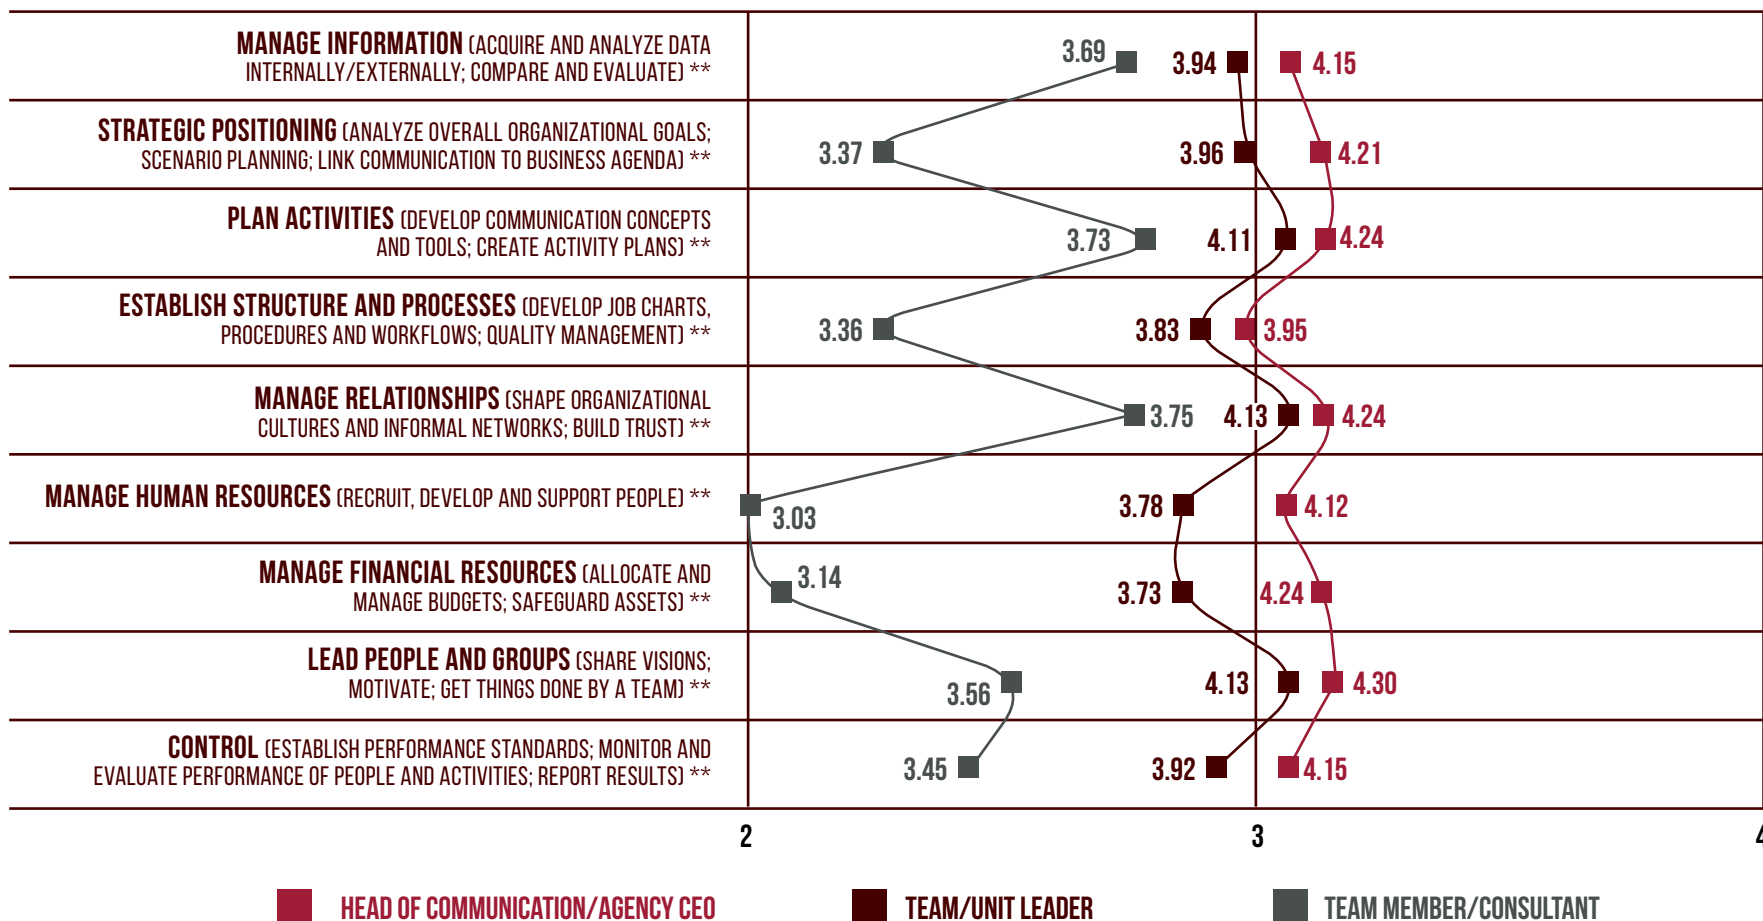 MANAGE INFORMATION (ACQUIRE AND ANALYZE DATA
INTERNALLY/EXTERNALLY; COMPARE AND EVALUATE) **
3.69 3.94 4.15
STRATEGIC POSITIONING (ANALYZE OVERALL ORGANIZATIONAL GOALS;
SCENARIO PLANNING; LINK COMMUNICATION TO BUSINESS AGENDA) **
3.37 3.96 4.21
PLAN ACTIVITIES (DEVELOP COMMUNICATION CONCEPTS
AND TOOLS; CREATE ACTIVITY PLANS) **
3.73 4.11 4.24
ESTABLISH STRUCTURE AND PROCESSES (DEVELOP JOB CHARTS,
PROCEDURES AND WORKFLOWS; QUALITY MANAGEMENT) **
3.36 3.83 3.95
MANAGE RELATIONSHIPS (SHAPE ORGANIZATIONAL
CULTURES AND INFORMAL NETWORKS; BUILD TRUST) **
3.75 4.13 4.24
MANAGE HUMAN RESOURCES (RECRUIT, DEVELOP AND SUPPORT PEOPLE) **
3.03 3.78 4.12
MANAGE FINANCIAL RESOURCES (ALLOCATE AND
MANAGE BUDGETS; SAFEGUARD ASSETS) **
3.14 3.73 4.24
LEAD PEOPLE AND GROUPS (SHARE VISIONS;
MOTIVATE; GET THINGS DONE BY A TEAM) **
3.56 4.13 4.30
CONTROL (ESTABLISH PERFORMANCE STANDARDS; MONITOR AND
EVALUATE PERFORMANCE OF PEOPLE AND ACTIVITIES; REPORT RESULTS) **
3.45 3.92 4.15
2 3 4
HEAD OF COMMUNICATION/AGENCY CEO TEAM/UNIT LEADER TEAM MEMBER/CONSULTANT